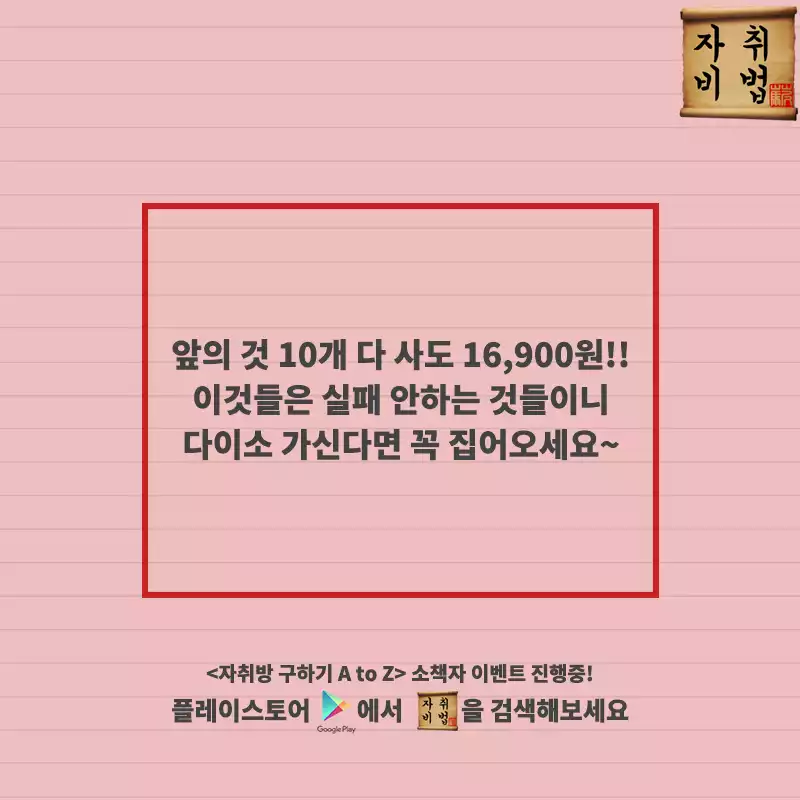 자취
비법
앞의 것 10개 다 사도 16,900원!!
이것들은 실패 안하는 것들이니
다이소 가신다면 꼭 집어오세요~
<자취방 구하기 A to Z> 소책자 이벤트 진행중!
플레이스토어 Google Play 에서 자취비법 을 검색해보세요